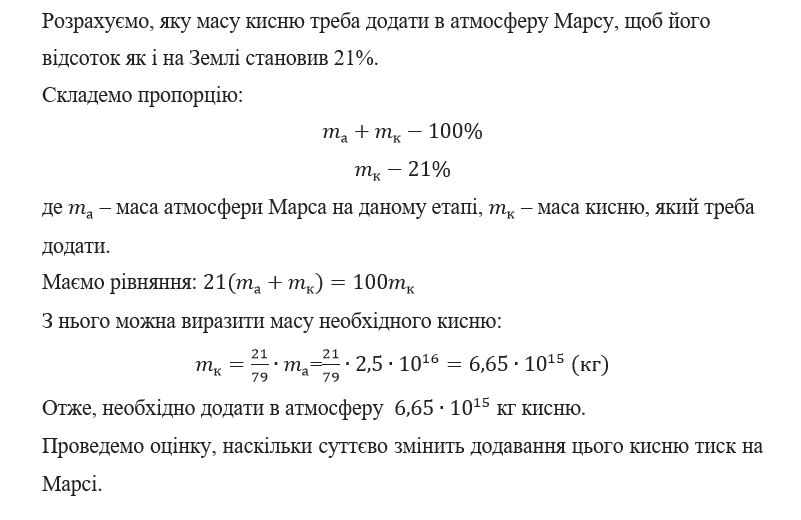 Розрахуємо, яку масу кисню треба додати в атмосферу Марсу, щоб його
відсоток як і на Землі становив 21%.
Складемо пропорцію:
𝑚ₐ + 𝑚ₖ − 100%
𝑚ₖ − 21%
де 𝑚ₐ – маса атмосфери Марса на даному етапі, 𝑚ₖ – маса кисню, який треба
додати.
Маємо рівняння: 21(𝑚ₐ + 𝑚ₖ) = 100𝑚ₖ
З нього можна виразити масу необхідного кисню:
𝑚ₖ = 21/79 · 𝑚ₐ=21/79 · 2,5 · 10¹⁶ = 6,65 · 10¹⁵ (кг)
Отже, необхідно додати в атмосферу 6,65 · 10¹⁵ кг кисню.
Проведемо оцінку, наскільки суттєво змінить додавання цього кисню тиск на
Марсі.